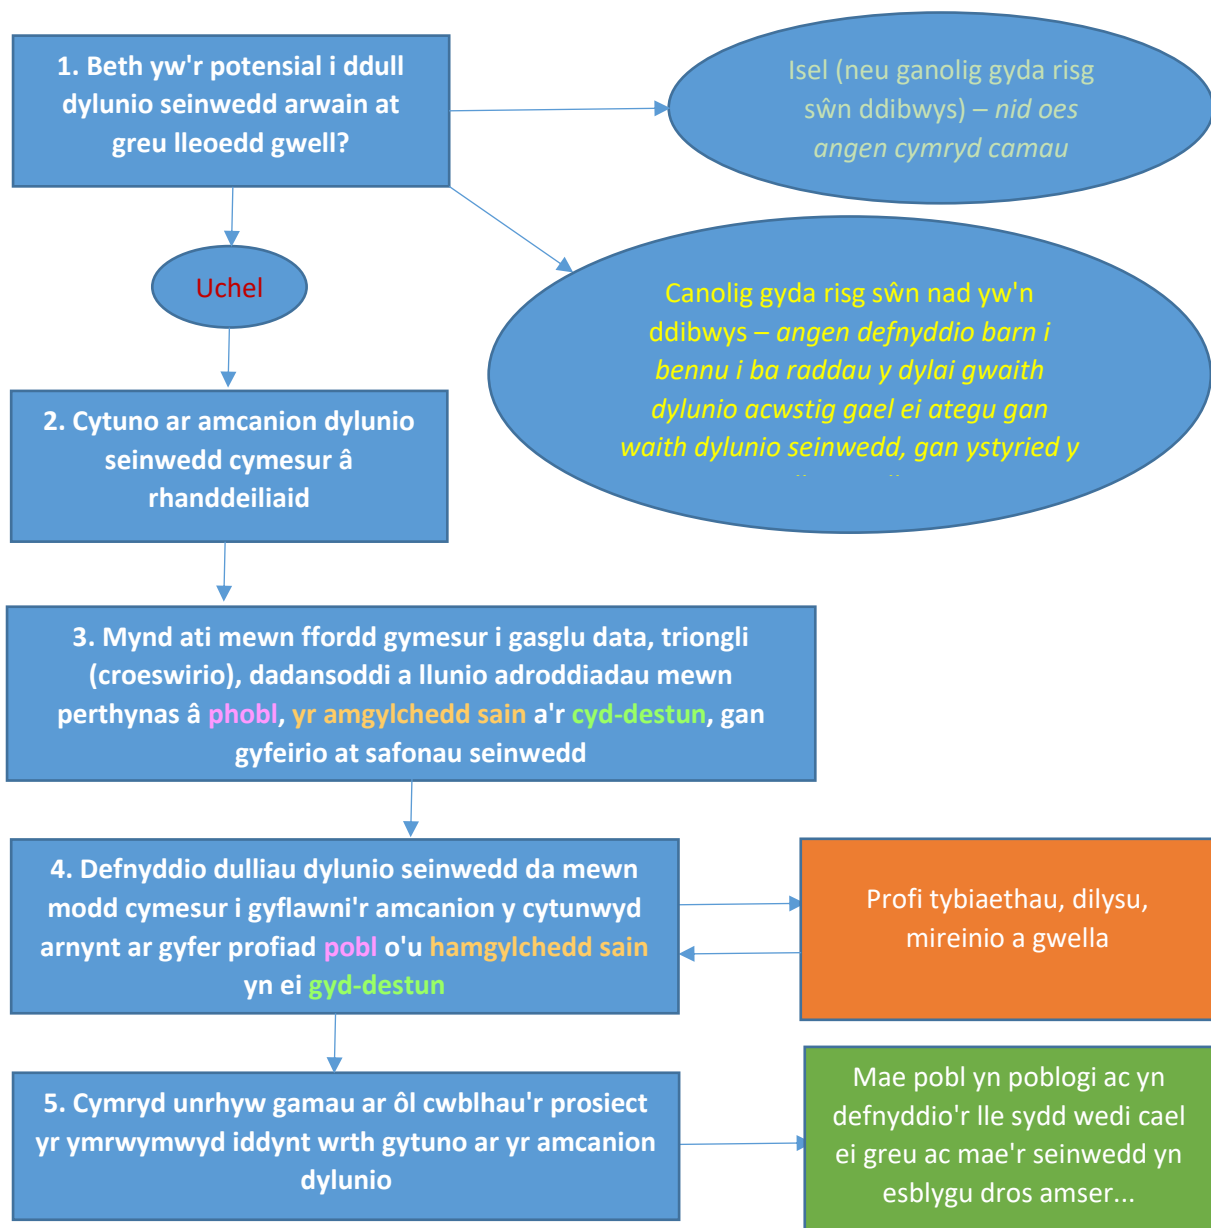 1. Beth yw'r potensial i ddull
dylunio seinwedd arwain at
greu lleoedd gwell?
Isel (neu ganolig gyda risg
sŵn ddibwys) – nid oes
angen cymryd camau
Uchel
Canolig gyda risg sŵn nad yw'n
ddibwys – angen defnyddio barn i
bennu i ba raddau y dylai gwaith
dylunio acwstig gael ei ategu gan
waith dylunio seinwedd, gan ystyried y
2. Cytuno ar amcanion dylunio
seinwedd cymesur â
rhanddeiliaid
3. Mynd ati mewn ffordd gymesur i gasglu data, triongli
(croeswirio), dadansoddi a llunio adroddiadau mewn
perthynas â phobl, yr amgylchedd sain a'r cyd-destun, gan
gyfeirio at safonau seinwedd
4. Defnyddio dulliau dylunio seinwedd da mewn
modd cymesur i gyflawni'r amcanion y cytunwyd
arnynt ar gyfer profiad pobl o'u hamgylchedd sain
yn ei gyd-destun
Profi tybiaethau, dilysu,
mireinio a gwella
5. Cymryd unrhyw gamau ar ôl cwblhau'r prosiect
yr ymrwymwyd iddynt wrth gytuno ar yr amcanion
dylunio
Mae pobl yn poblogi ac yn
defnyddio'r lle sydd wedi cael
ei greu ac mae'r seinwedd yn
esblygu dros amser...